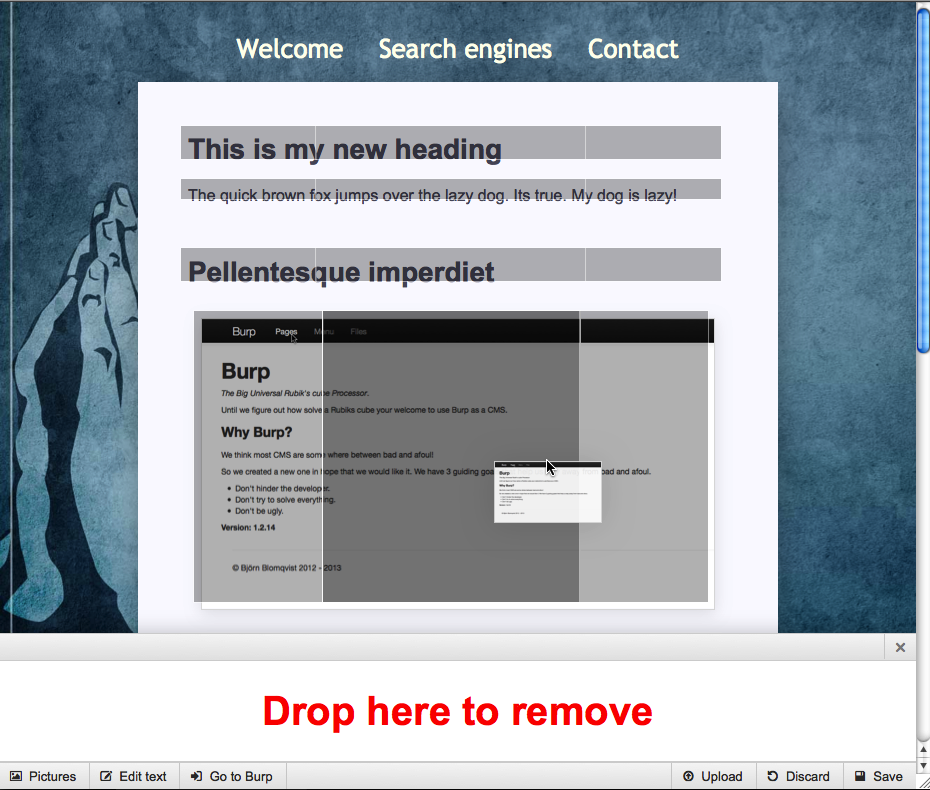 Welcome Search engines Contact
This is my new heading
The quick brown fox jumps over the lazy dog. Its true. My dog is lazy!
Pellentesque imperdiet
Burp Pages Menu Files
Burp
The Big Universal Rubik's cube Processor.
Until we figure out how solve a Rubiks cube your welcome to use Burp as a CMS.
Why Burp?
We think most CMS are some where between bad and afoul!
So we created a new one in hope that we would like it. We have 3 guiding bad and afoul.
• Don't hinder the developer.
• Don't try to solve everything.
• Don't be ugly.
Version: 1.2.14
© Björn Blomqvist 2012 - 2013
Burp
Why Burp?
Drop here to remove
Pictures Edit text Go to Burp Upload Discard Save